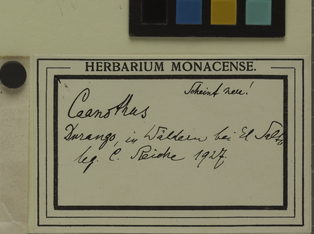 HERBARIUM MONACENSE.
Scheint neu!
Ceanothus
Durango, in Wäldern bei El Salto
leg. C. Reiche 1927.